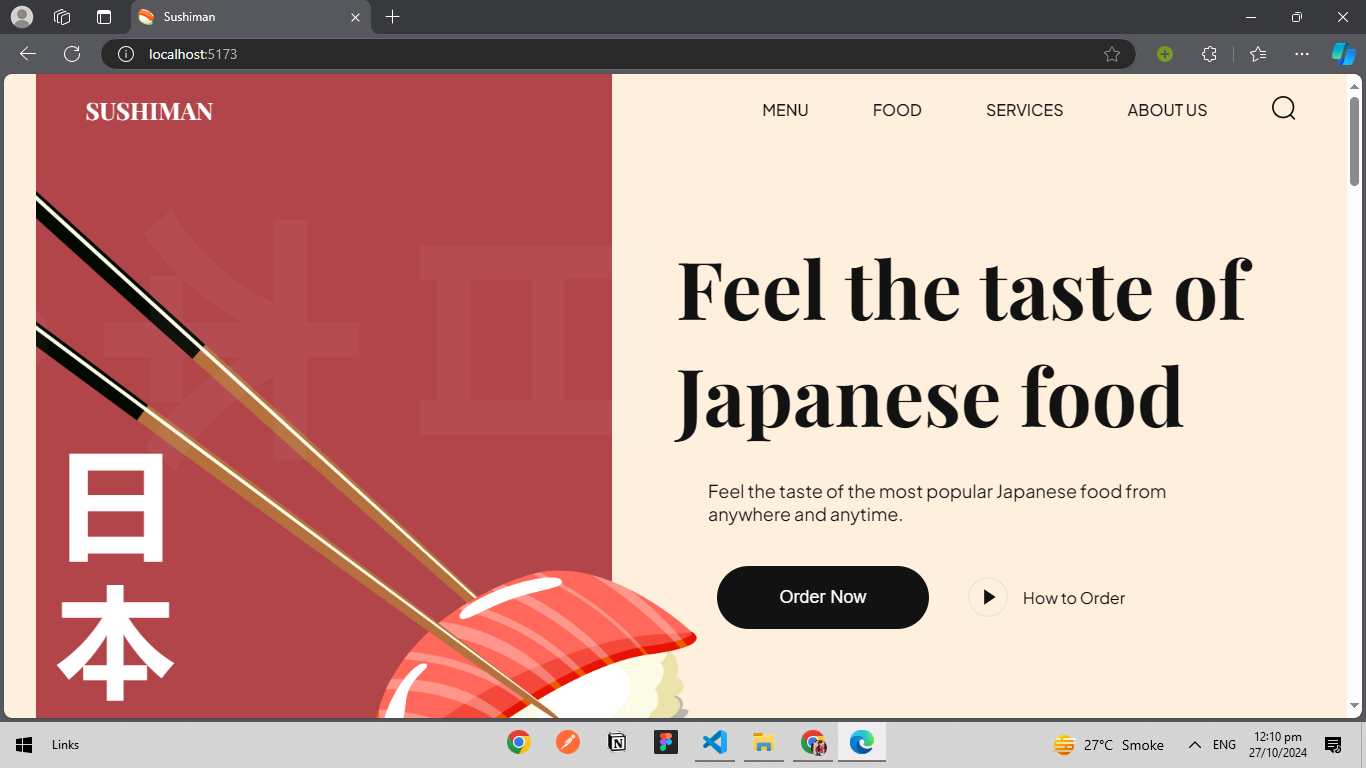 Sushiman
localhost:5173
SUSHIMAN
MENU FOOD SERVICES ABOUT US
Feel the taste of
Japanese food
Feel the taste of the most popular Japanese food from
anywhere and anytime.
Order Now
How to Order
日
本
Links
27°C Smoke
ENG
12:10 pm
27/10/2024